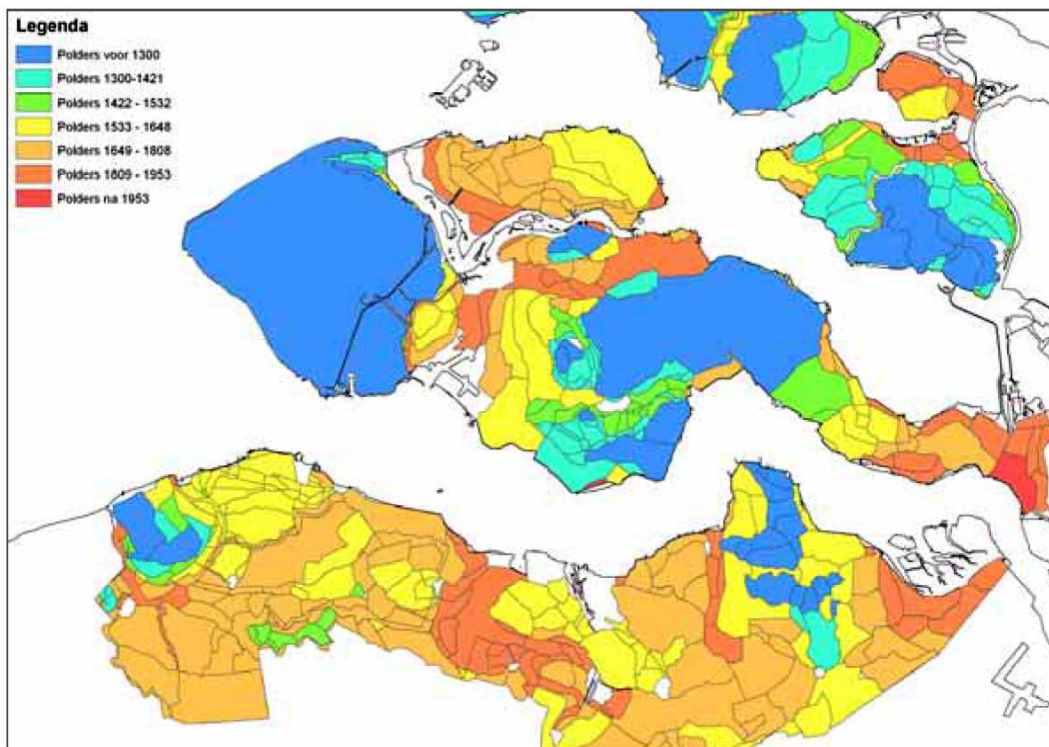 Legenda
Polders voor 1300
Polders 1300-1421
Polders 1422 - 1532
Polders 1533 - 1648
Polders 1649 - 1808
Polders 1809 - 1953
Polders na 1953